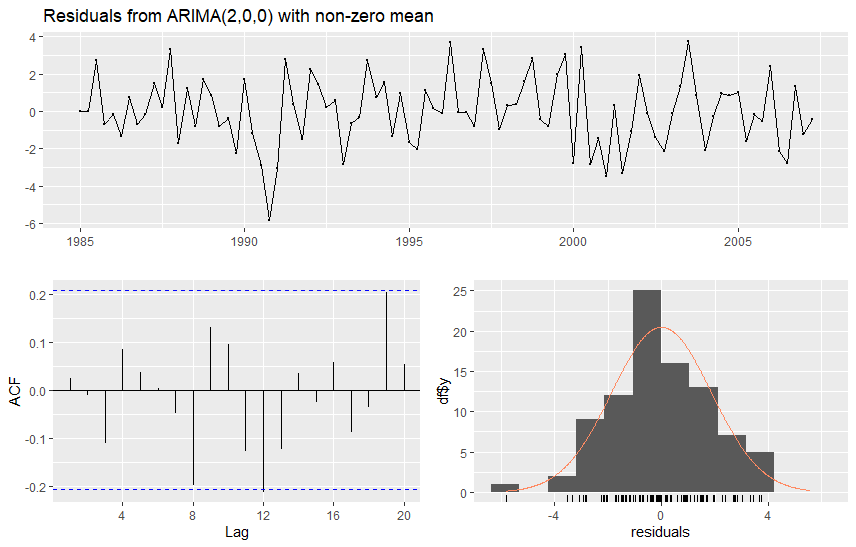 Residuals from ARIMA(2,0,0) with non-zero mean
4
2
0
-2
-4
-6
1985 1990 1995 2000 2005
ACF
0.2
0.1
0.0
-0.1
-0.2
4 8 12 16 20
Lag
df$y
25
20
15
10
5
0
-4 0 4
residuals